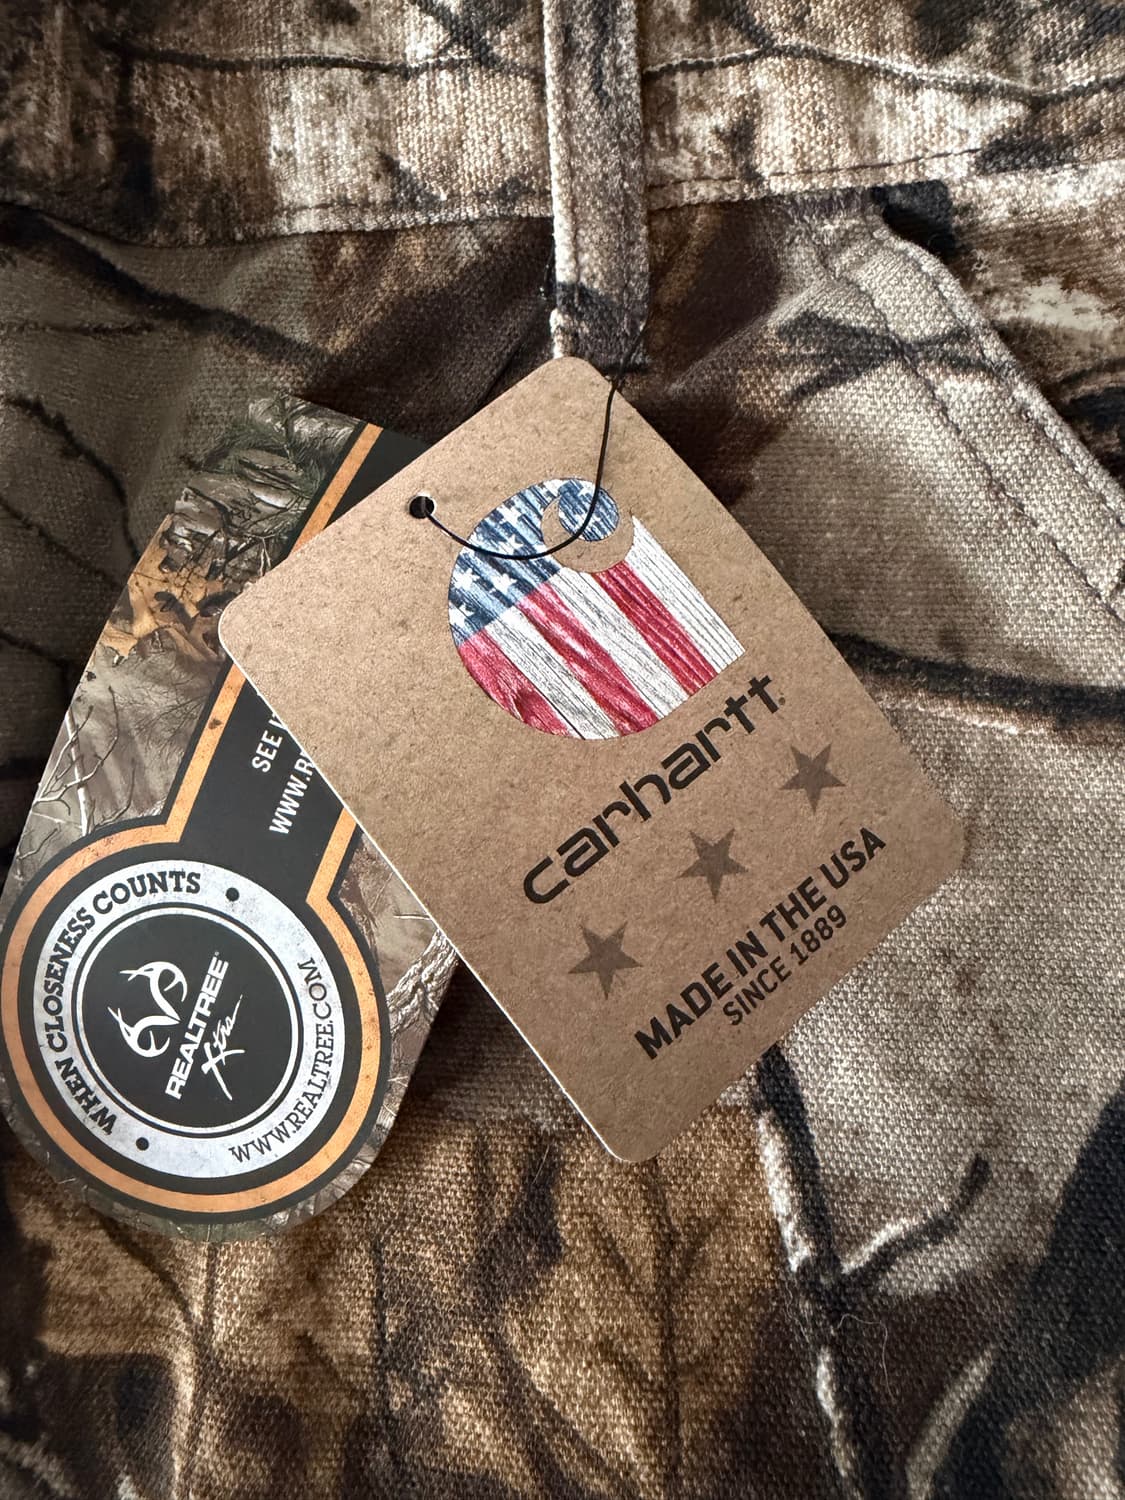 carhartt®
MADE IN THE USA
SINCE 1889
SEE
WWW.R
WHEN CLOSENESS COUNTS
REALTREE®
Xtra
WWW.REALTREE.COM